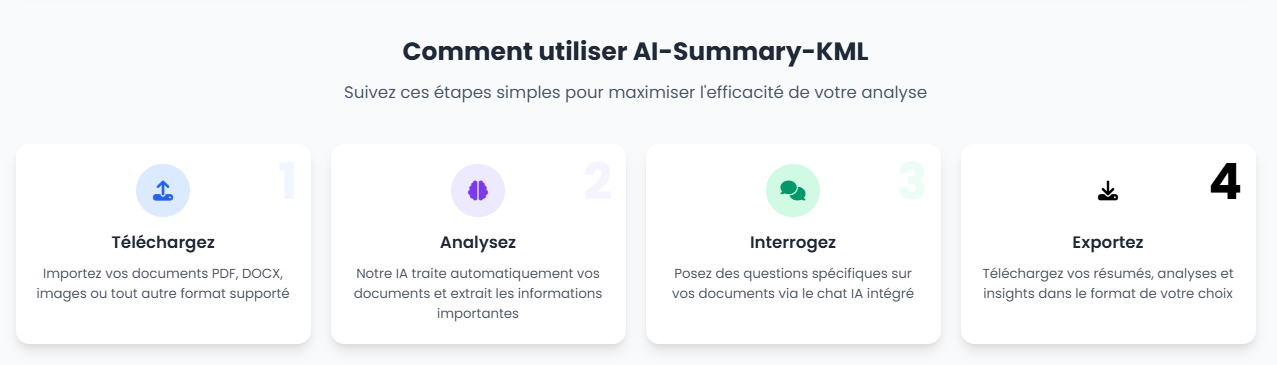 Comment utiliser AI-Summary-KML
Suivez ces étapes simples pour maximiser l'efficacité de votre analyse
1
Téléchargez
Importez vos documents PDF, DOCX,
images ou tout autre format supporté
2
Analysez
Notre IA traite automatiquement vos
documents et extrait les informations
importantes
3
Interrogez
Posez des questions spécifiques sur
vos documents via le chat IA intégré
4
Exportez
Téléchargez vos résumés, analyses et
insights dans le format de votre choix